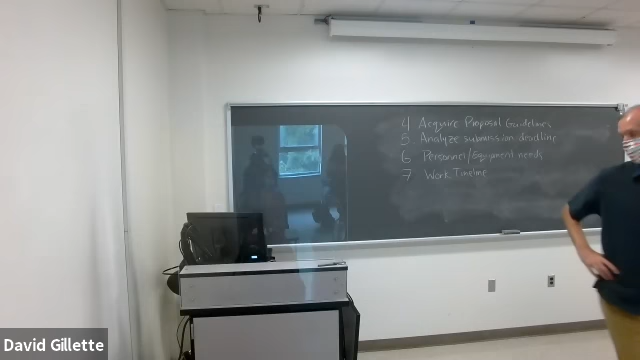 4 Acquire Proposal Guidelines
5 Analyze submission deadline
6 Personnel/Equipment needs
7 Work Timeline
David Gillette